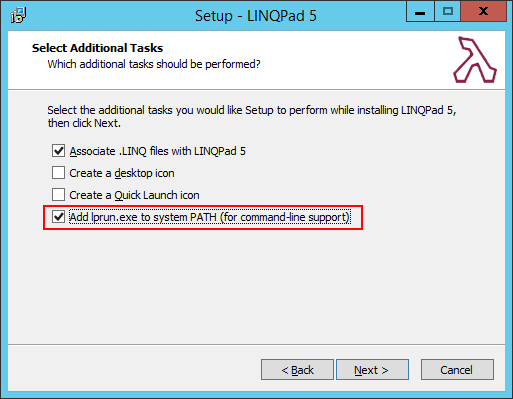 Setup - LINQPad 5
Select Additional Tasks
Which additional tasks should be performed?
Select the additional tasks you would like Setup to perform while installing LINQPad 5,
then click Next.
Associate .LINQ files with LINQPad 5
Create a desktop icon
Create a Quick Launch icon
Add lprun.exe to system PATH (for command-line support)
< Back
Next >
Cancel